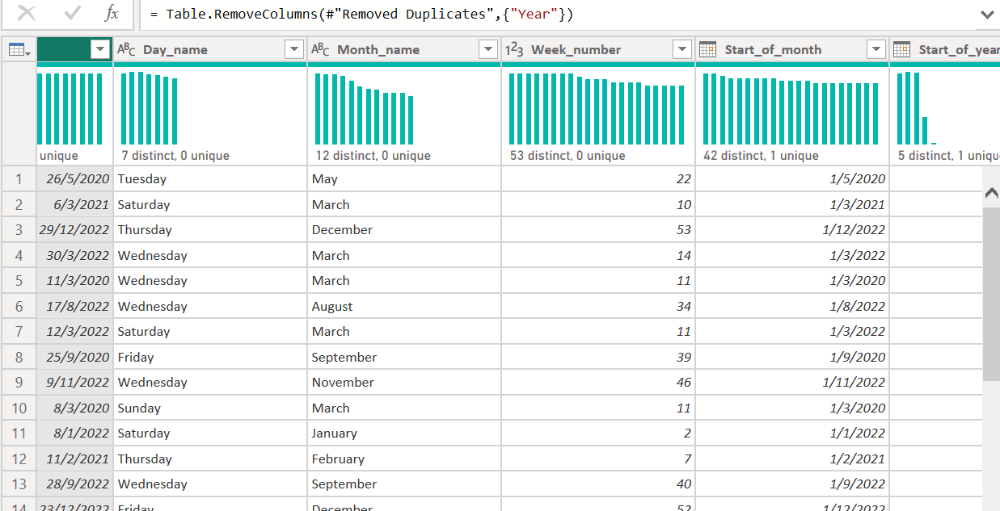 fx = Table.RemoveColumns(#"Removed Duplicates",{"Year"})
ABC Day_name ABC Month_name 123 Week_number Start_of_month Start_of_year
unique 7 distinct, 0 unique 12 distinct, 0 unique 53 distinct, 0 unique 42 distinct, 1 unique 5 distinct, 1 uniqu
1 26/5/2020 Tuesday May 22 1/5/2020
2 6/3/2021 Saturday March 10 1/3/2021
3 29/12/2022 Thursday December 53 1/12/2022
4 30/3/2022 Wednesday March 14 1/3/2022
5 11/3/2020 Wednesday March 11 1/3/2020
6 17/8/2022 Wednesday August 34 1/8/2022
7 12/3/2022 Saturday March 11 1/3/2022
8 25/9/2020 Friday September 39 1/9/2020
9 9/11/2022 Wednesday November 46 1/11/2022
10 8/3/2020 Sunday March 11 1/3/2020
11 8/1/2022 Saturday January 2 1/1/2022
12 11/2/2021 Thursday February 7 1/2/2021
13 28/9/2022 Wednesday September 40 1/9/2022
14 23/12/2022 Friday December 52 1/12/2022